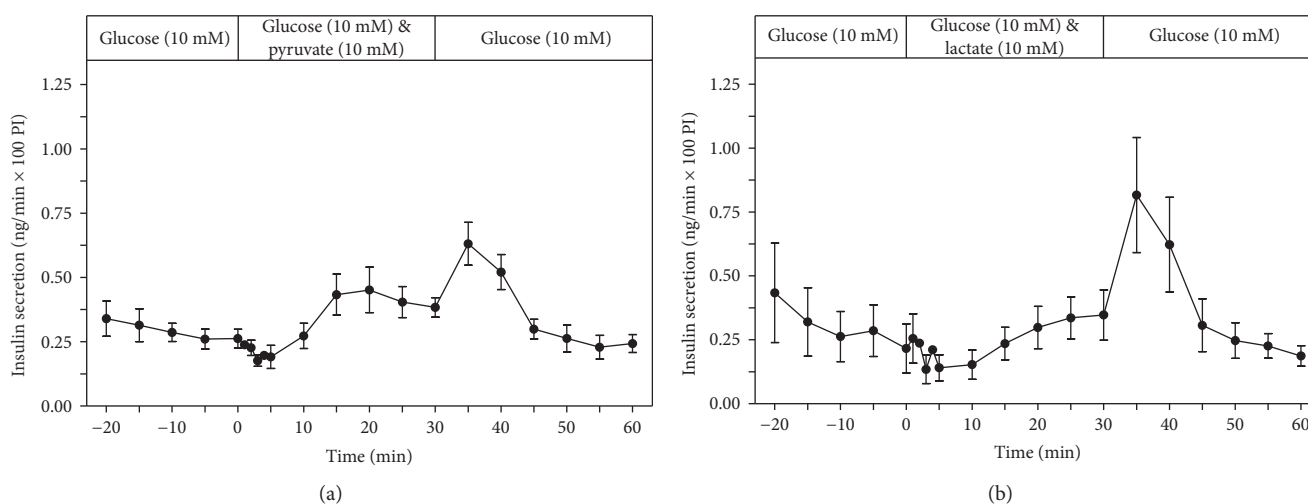 Glucose (10 mM)
Glucose (10 mM) &
pyruvate (10 mM)
Glucose (10 mM)
1.25
1.00
0.75
0.50
0.25
0.00
Insulin secretion (ng/min × 100 PI)
−20
−10
0
10
20
30
40
50
60
Time (min)
(a)
Glucose (10 mM)
Glucose (10 mM) &
lactate (10 mM)
Glucose (10 mM)
1.25
1.00
0.75
0.50
0.25
0.00
Insulin secretion (ng/min × 100 PI)
−20
−10
0
10
20
30
40
50
60
Time (min)
(b)